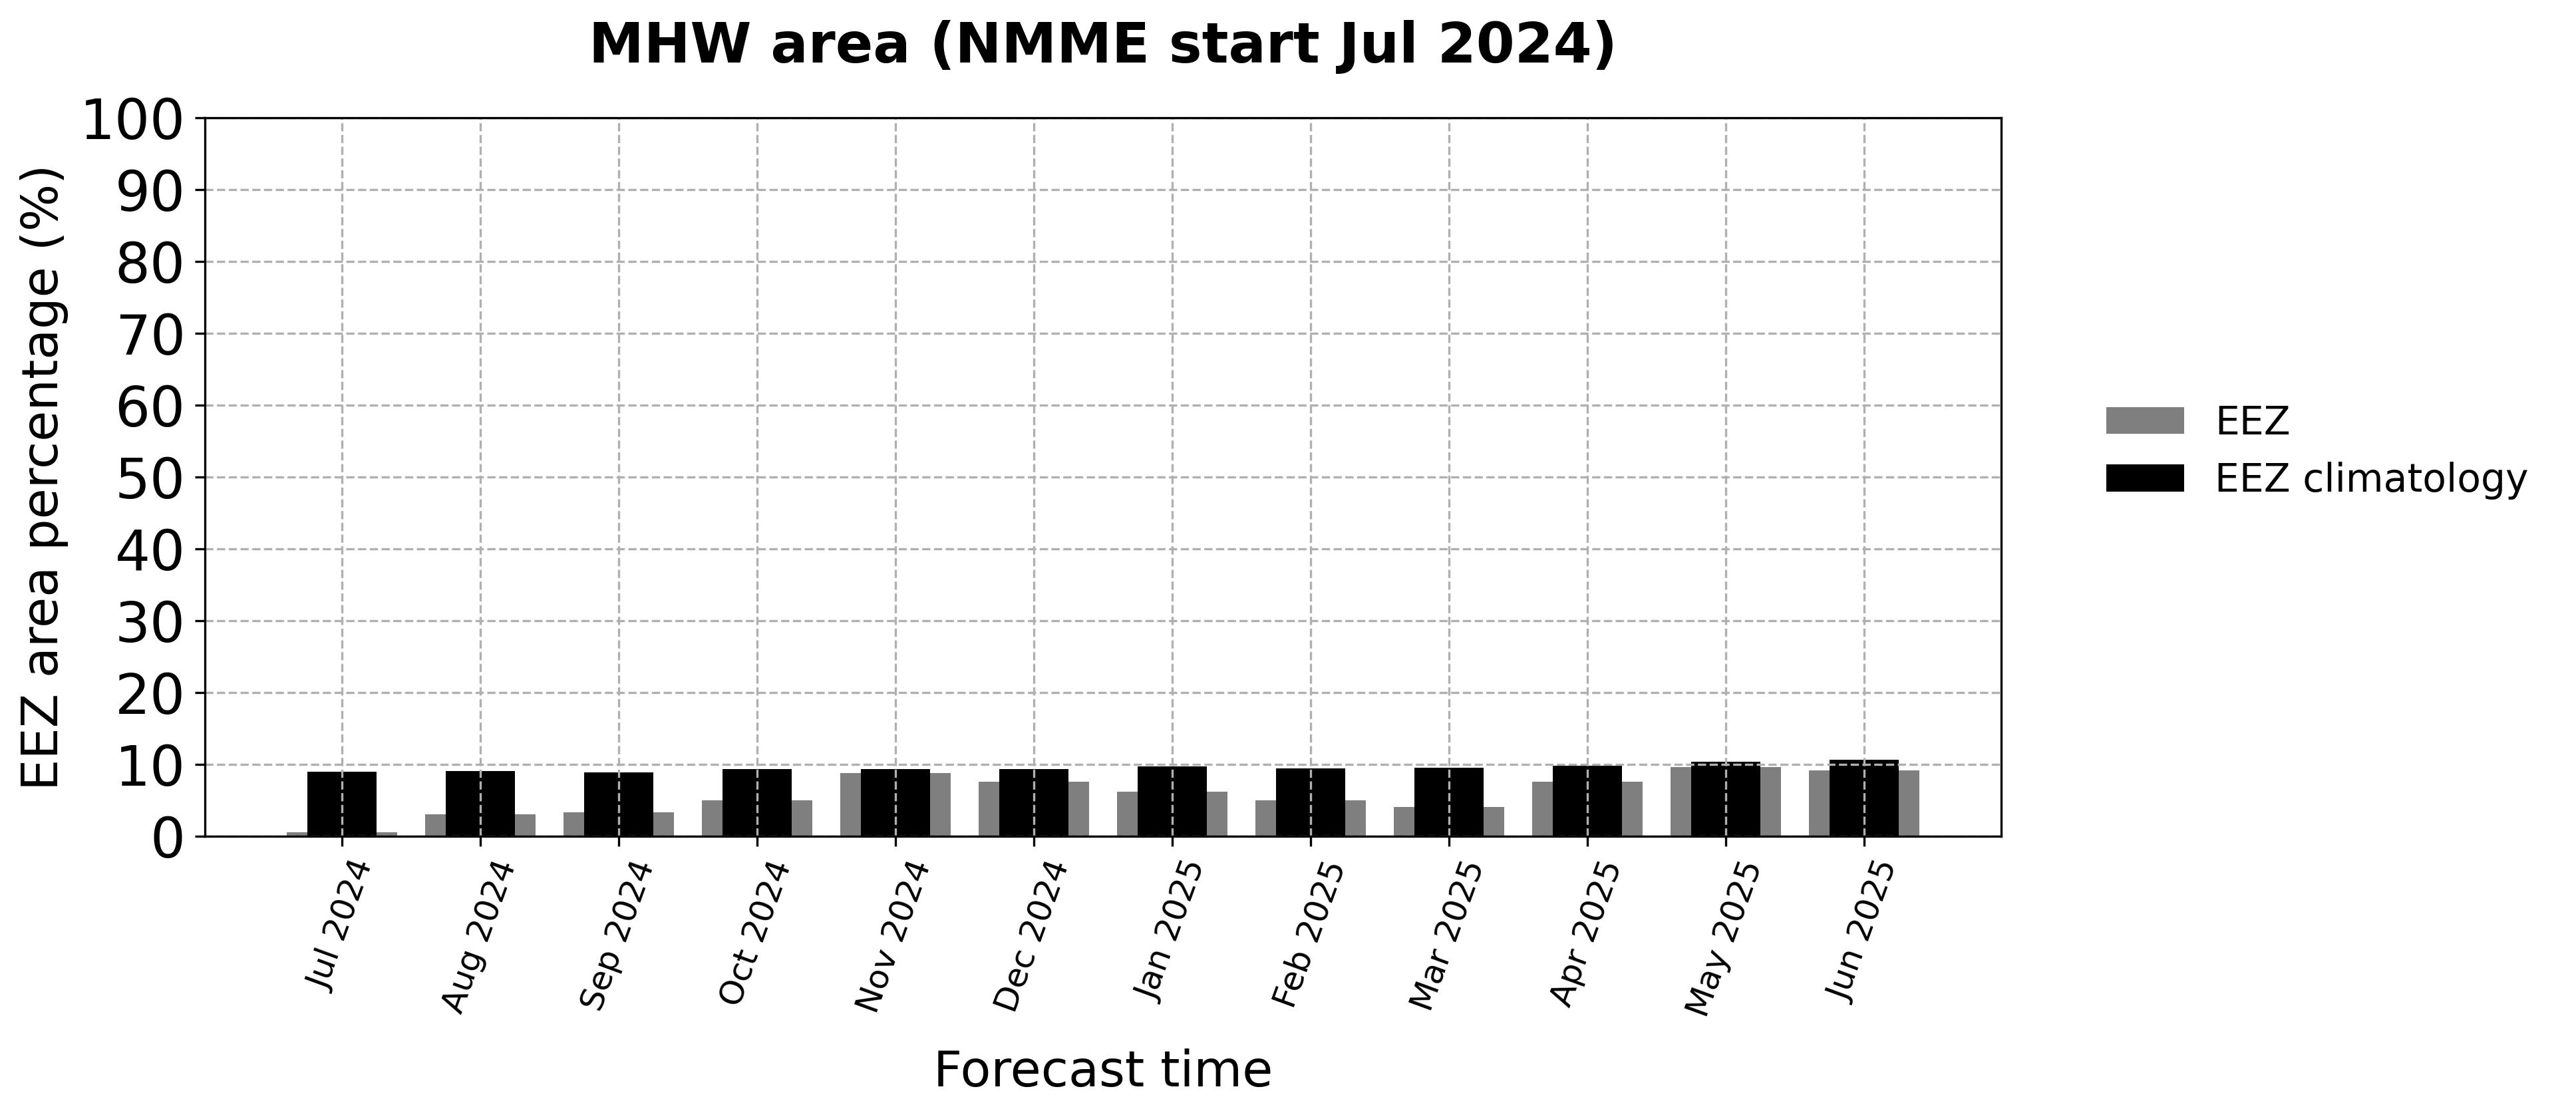 MHW area (NMME start Jul 2024)
EEZ area percentage (%)
100
90
80
70
60
50
40
30
20
10
0
Jul 2024
Aug 2024
Sep 2024
Oct 2024
Nov 2024
Dec 2024
Jan 2025
Feb 2025
Mar 2025
Apr 2025
May 2025
Jun 2025
Forecast time
EEZ
EEZ climatology